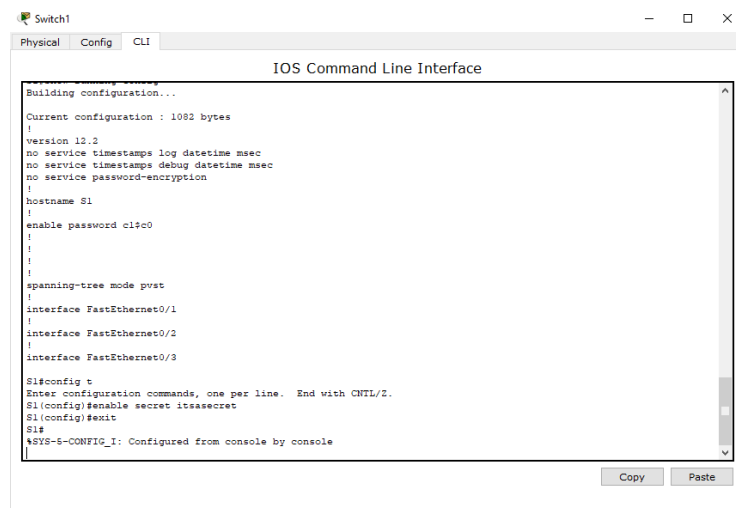 Switch1
Physical Config CLI
IOS Command Line Interface
Building configuration...
Current configuration : 1082 bytes
!
version 12.2
no service timestamps log datetime msec
no service timestamps debug datetime msec
no service password-encryption
!
hostname S1
!
enable password c1$c0
!
!
!
!
spanning-tree mode pvst
!
interface FastEthernet0/1
!
interface FastEthernet0/2
!
interface FastEthernet0/3
S1#config t
Enter configuration commands, one per line.  End with CNTL/Z.
S1(config)#enable secret itsasecret
S1(config)#exit
S1#
%SYS-5-CONFIG_I: Configured from console by console
Copy Paste